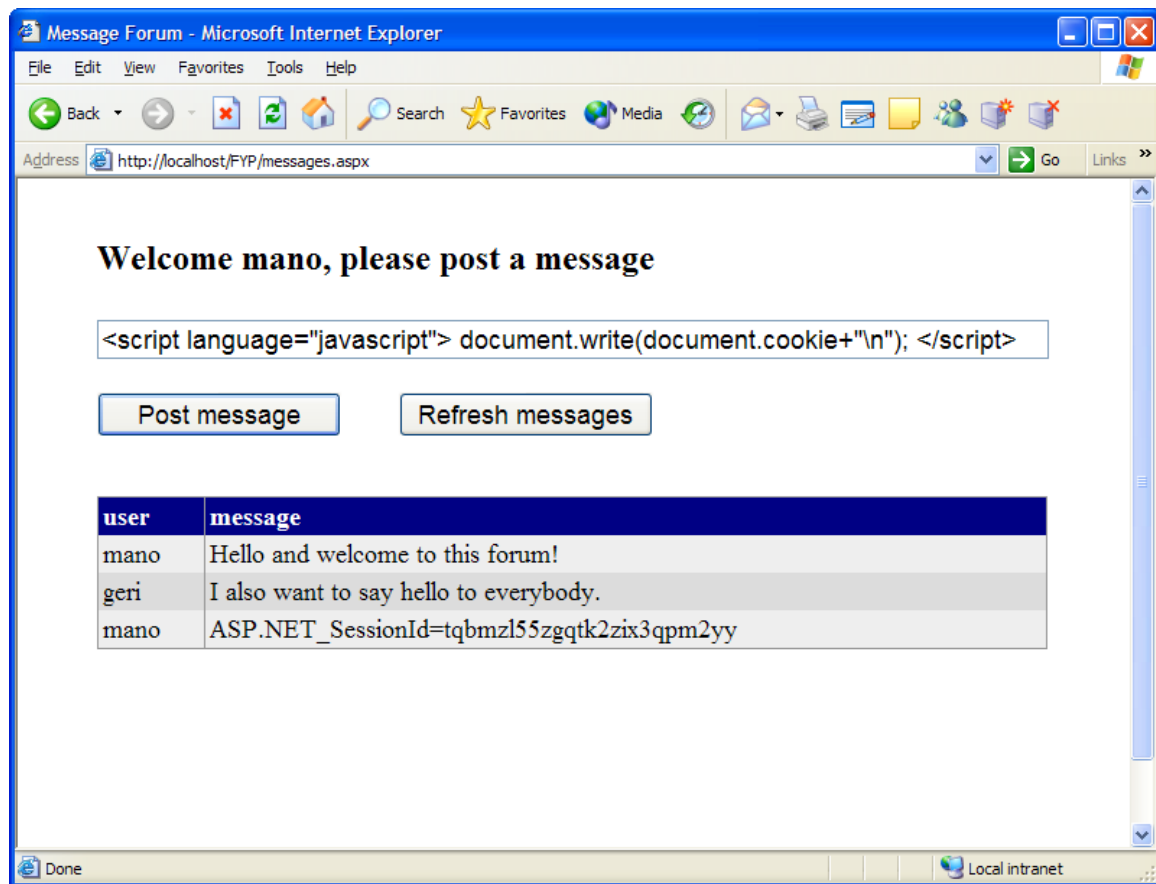 Message Forum - Microsoft Internet Explorer
File Edit View Favorites Tools Help
Back Search Favorites Media
Address http://localhost/FYP/messages.aspx Go Links »
Welcome mano, please post a message
<script language="javascript"> document.write(document.cookie+"\n"); </script>
Post message Refresh messages
user message
mano Hello and welcome to this forum!
geri I also want to say hello to everybody.
mano ASP.NET_SessionId=tqbmzl55zgqtk2zix3qpm2yy
Done Local intranet